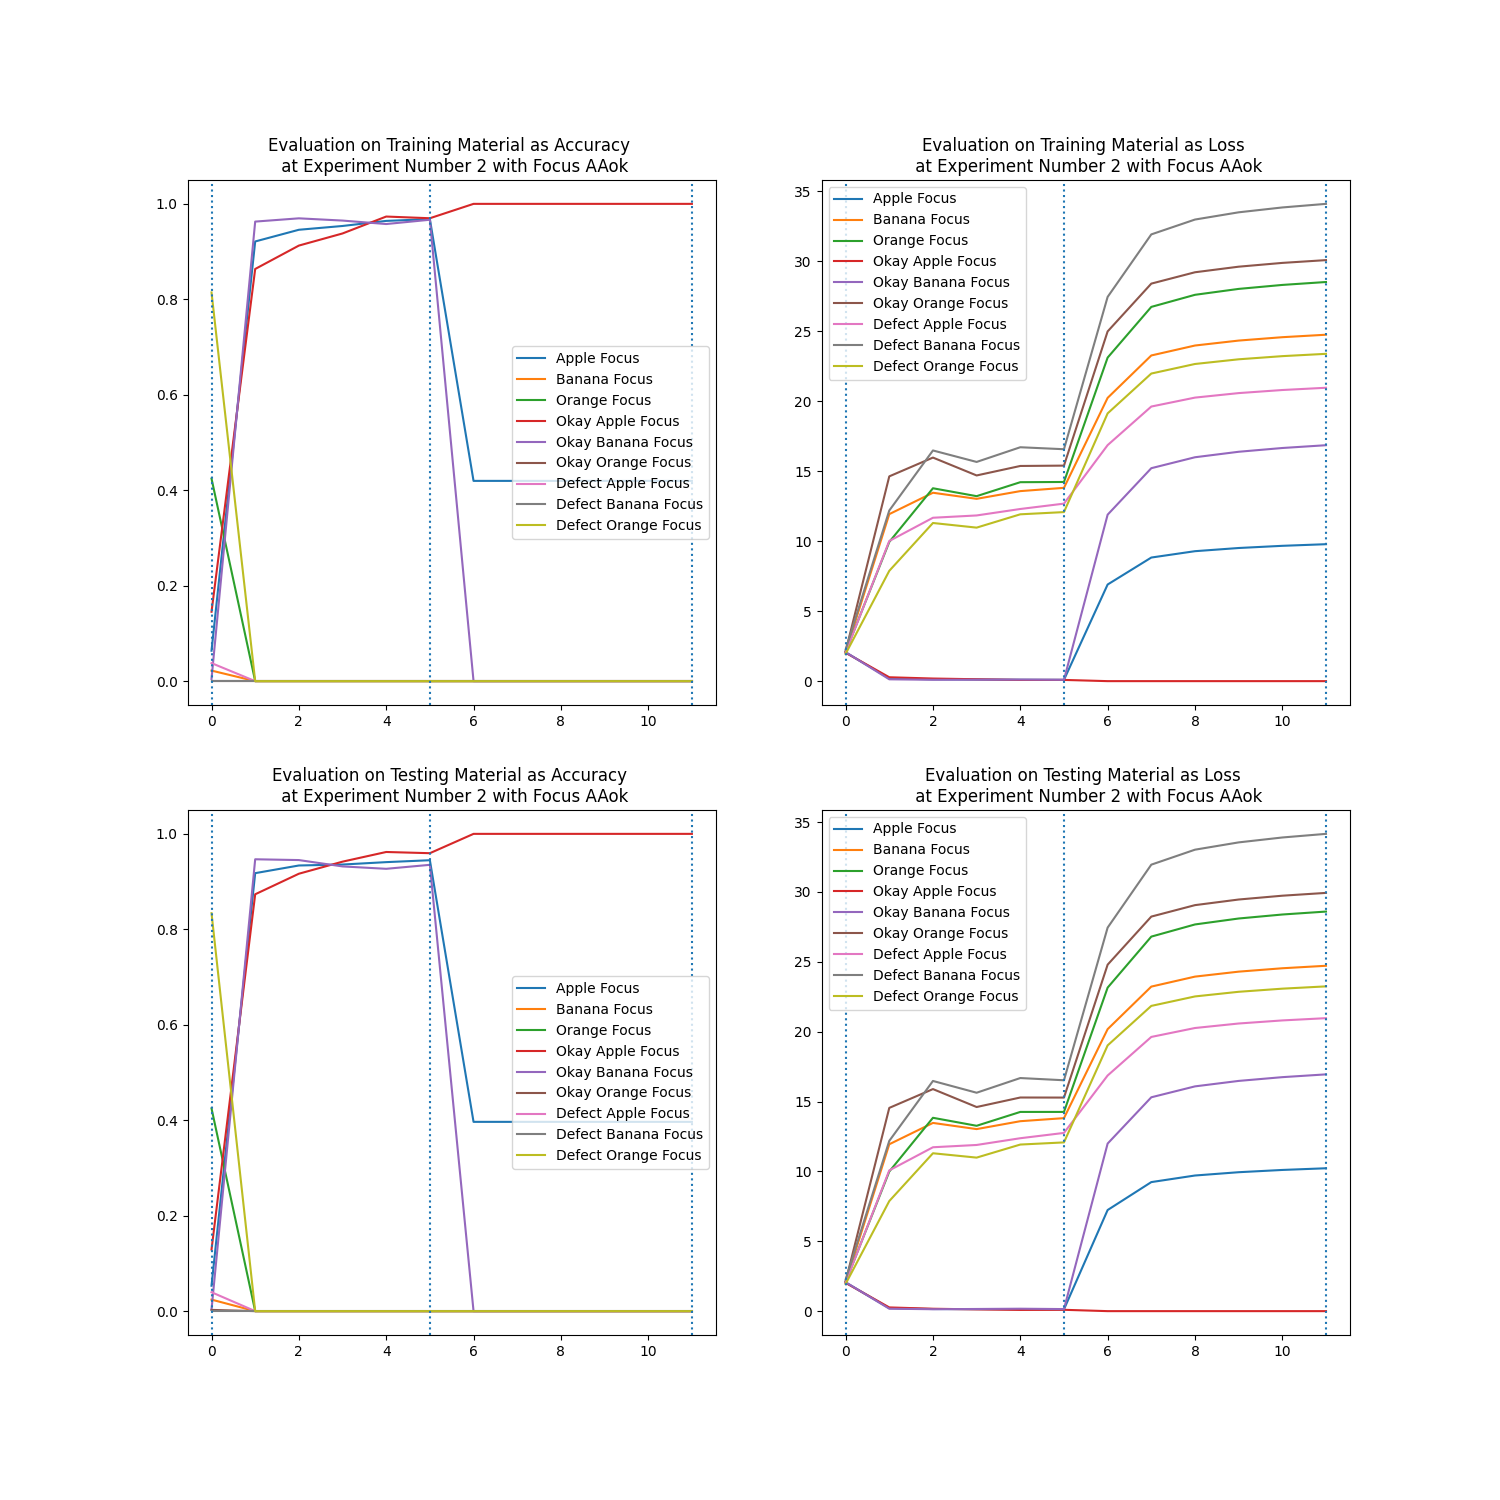 Evaluation on Training Material as Accuracy
at Experiment Number 2 with Focus AAok
1.0
0.8
0.6
0.4
0.2
0.0
0 2 4 6 8 10
Apple Focus
Banana Focus
Orange Focus
Okay Apple Focus
Okay Banana Focus
Okay Orange Focus
Defect Apple Focus
Defect Banana Focus
Defect Orange Focus
Evaluation on Training Material as Loss
at Experiment Number 2 with Focus AAok
35
30
25
20
15
10
5
0
0 2 4 6 8 10
Apple Focus
Banana Focus
Orange Focus
Okay Apple Focus
Okay Banana Focus
Okay Orange Focus
Defect Apple Focus
Defect Banana Focus
Defect Orange Focus
Evaluation on Testing Material as Accuracy
at Experiment Number 2 with Focus AAok
1.0
0.8
0.6
0.4
0.2
0.0
0 2 4 6 8 10
Apple Focus
Banana Focus
Orange Focus
Okay Apple Focus
Okay Banana Focus
Okay Orange Focus
Defect Apple Focus
Defect Banana Focus
Defect Orange Focus
Evaluation on Testing Material as Loss
at Experiment Number 2 with Focus AAok
35
30
25
20
15
10
5
0
0 2 4 6 8 10
Apple Focus
Banana Focus
Orange Focus
Okay Apple Focus
Okay Banana Focus
Okay Orange Focus
Defect Apple Focus
Defect Banana Focus
Defect Orange Focus